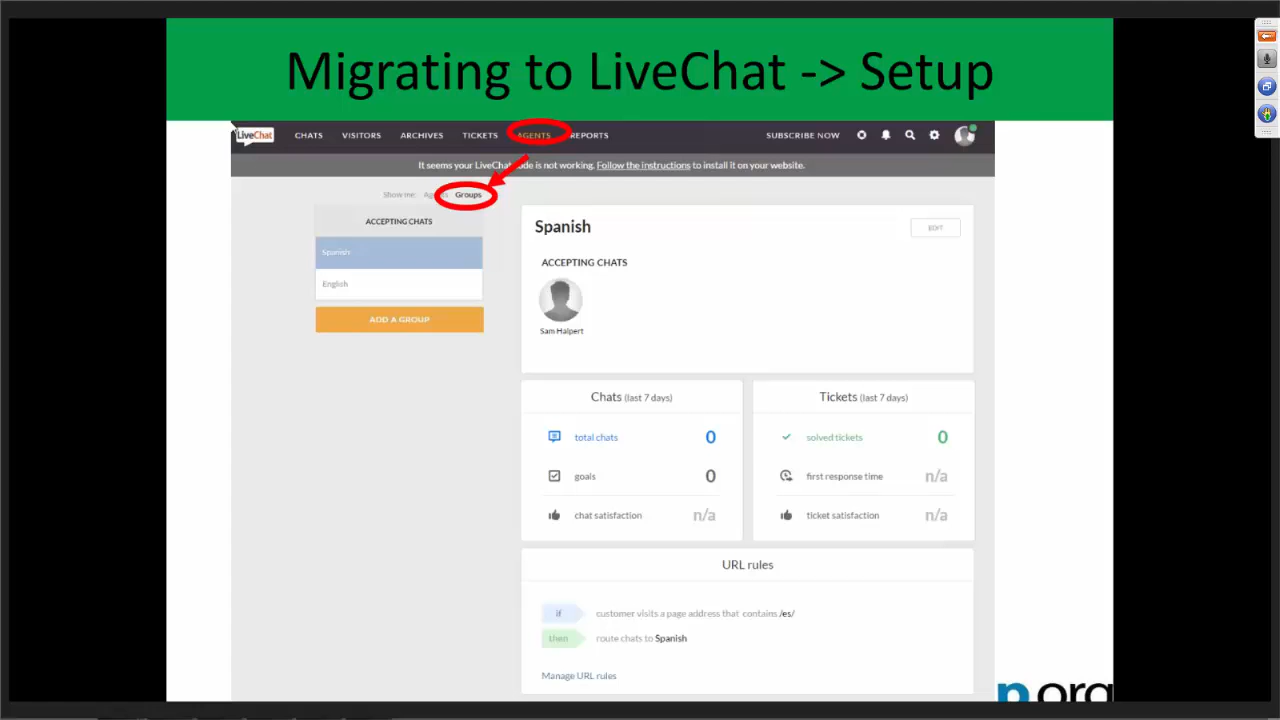 Migrating to LiveChat -> Setup
LiveChat CHATS VISITORS ARCHIVES TICKETS AGENTS REPORTS SUBSCRIBE NOW
It seems your LiveChat code is not working. Follow the instructions to install it on your website.
Show me: Groups
ACCEPTING CHATS
Spanish
English
ADD A GROUP
Spanish
EDIT
ACCEPTING CHATS
Sam Halpert
Chats (last 7 days)
total chats 0
goals 0
chat satisfaction n/a
Tickets (last 7 days)
solved tickets 0
first response time n/a
ticket satisfaction n/a
URL rules
if customer visits a page address that contains /es/
then route chats to Spanish
Manage URL rules